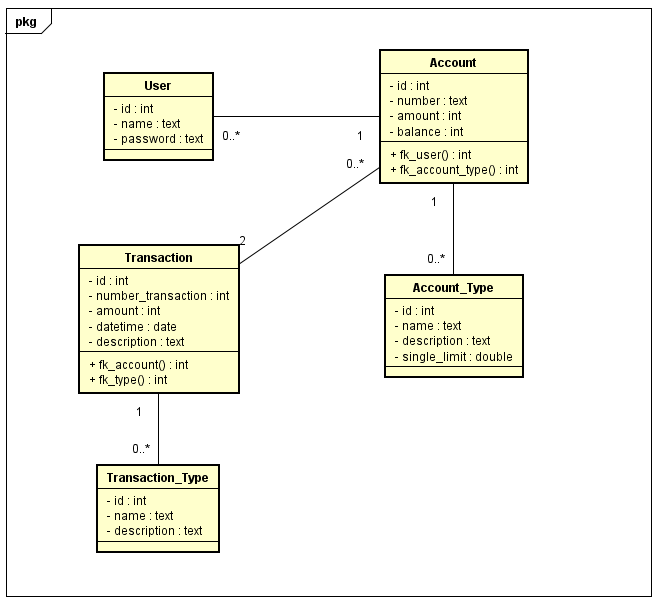 pkg
User
- id : int
- name : text
- password : text
0..*
1
Account
- id : int
- number : text
- amount : int
- balance : int
+ fk_user() : int
+ fk_account_type() : int
0..*
2
1
0..*
Transaction
- id : int
- number_transaction : int
- amount : int
- datetime : date
- description : text
+ fk_account() : int
+ fk_type() : int
Account_Type
- id : int
- name : text
- description : text
- single_limit : double
1
0..*
Transaction_Type
- id : int
- name : text
- description : text